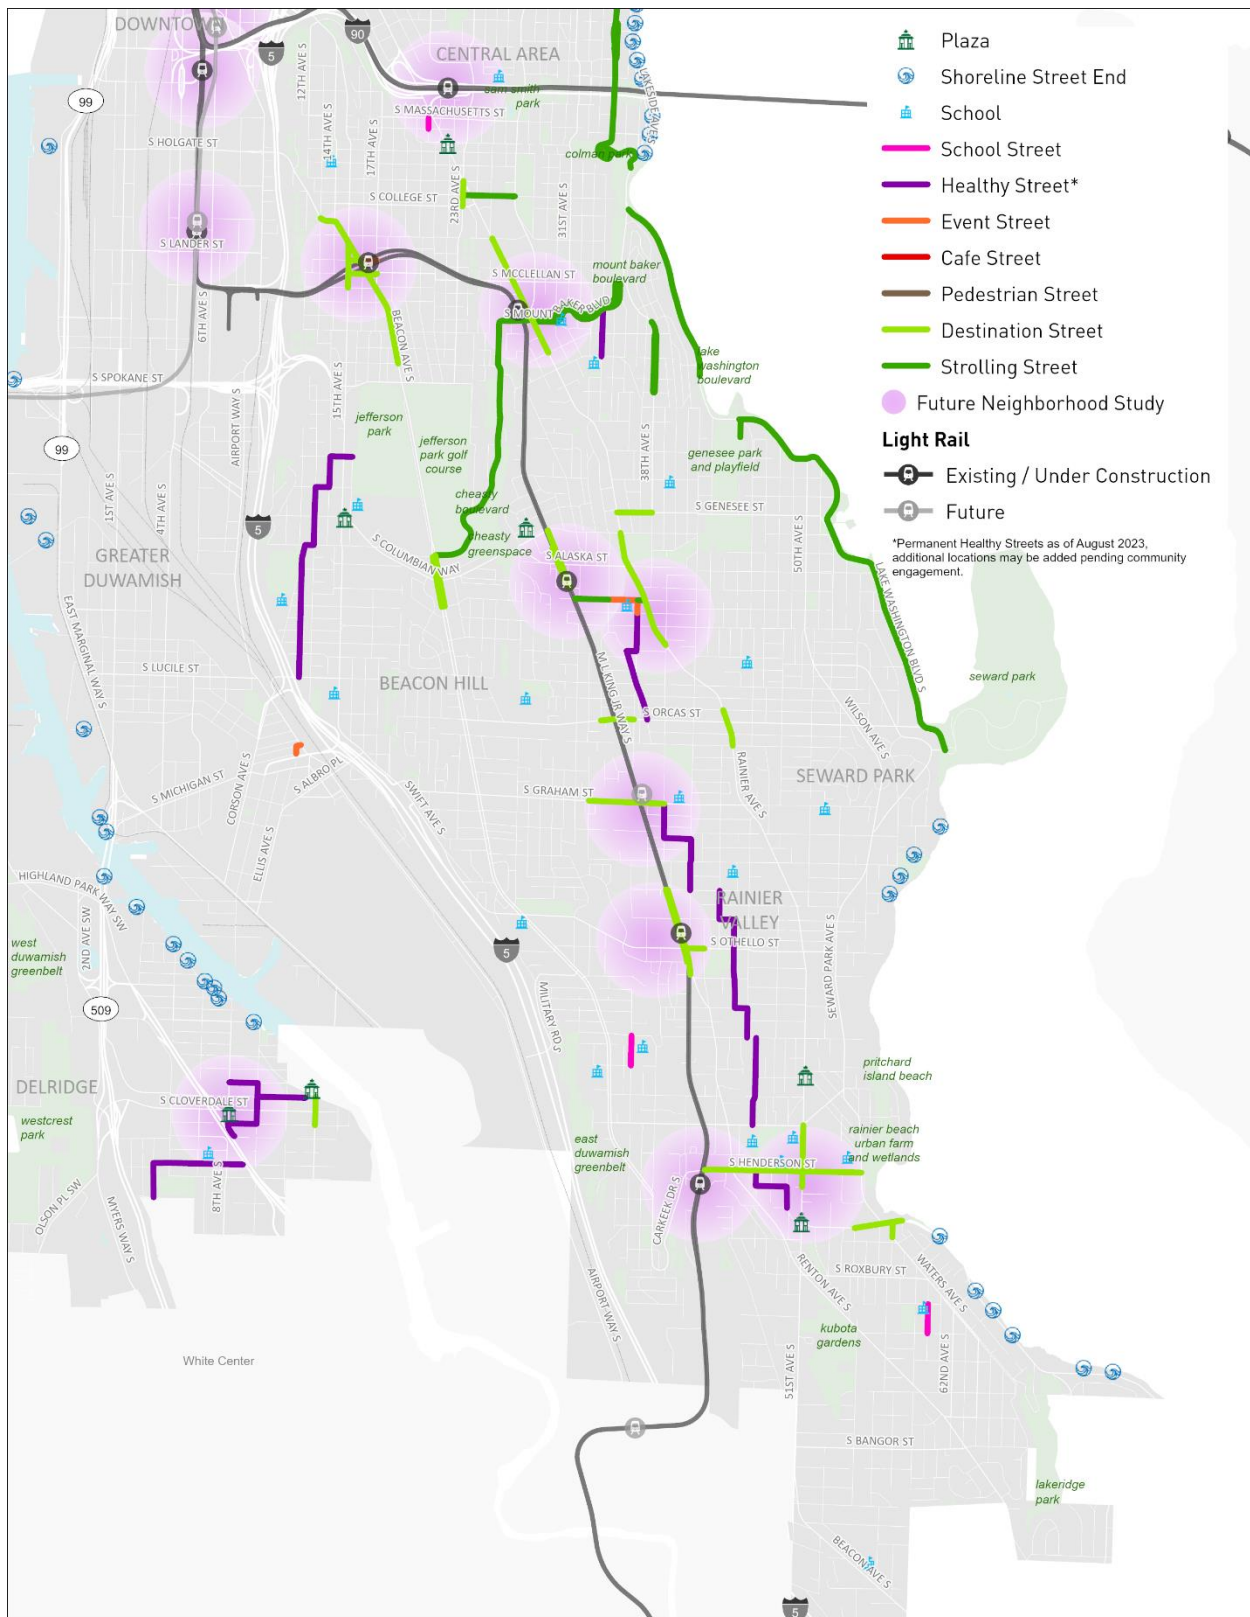 DOWNTOWN
5
90
CENTRAL AREA
12TH AVE S
sam smith
park
LAKESIDE AVE S
99
S MASSACHUSETTS ST
S HOLGATE ST
14TH AVE S
17TH AVE S
colman park
S COLLEGE ST
23RD AVE S
31ST AVE S
S LANDER ST
S MCCLELLAN ST
mount baker
boulevard
S MOUNT BAKER BLVD
6TH AVE S
BEACON AVE S
lake
washington
boulevard
S SPOKANE ST
15TH AVE S
AIRPORT WAY S
jefferson
park
jefferson
park golf
course
38TH AVE S
genesee park
and playfield
99
1ST AVE S
4TH AVE S
cheasty
boulevard
S GENESEE ST
5
50TH AVE S
S COLUMBIAN WAY
cheasty
greenspace
GREATER
DUWAMISH
S ALASKA ST
EAST MARGINAL WAY S
LAKE WASHINGTON BLVD S
S LUCILE ST
BEACON HILL
M L KING JR WAY S
seward park
S ORCAS ST
WILSON AVE S
RAINIER AVE S
S MICHIGAN ST
CORSON AVE S
S ALBRO PL
SWIFT AVE S
S GRAHAM ST
SEWARD PARK
ELLIS AVE S
HIGHLAND PARK WAY SW
RAINIER
VALLEY
2ND AVE SW
west
duwamish
greenbelt
5
S OTHELLO ST
SEWARD PARK AVE S
509
MILITARY RD S
DELRIDGE
pritchard
island beach
S CLOVERDALE ST
westcrest
park
rainier beach
urban farm
and wetlands
east
duwamish
greenbelt
S HENDERSON ST
8TH AVE S
OLSON PL SW
MYERS WAY S
CARKEEK DR S
RENTON AVE S
S ROXBURY ST
WATERS AVE S
AIRPORT WAY S
kubota
gardens
White Center
51ST AVE S
62ND AVE S
S BANGOR ST
lakeridge
park
BEACON AVE S
5
Plaza
Shoreline Street End
School
School Street
Healthy Street*
Event Street
Cafe Street
Pedestrian Street
Destination Street
Strolling Street
Future Neighborhood Study
Light Rail
Existing / Under Construction
Future
*Permanent Healthy Streets as of August 2023,
additional locations may be added pending community
engagement.